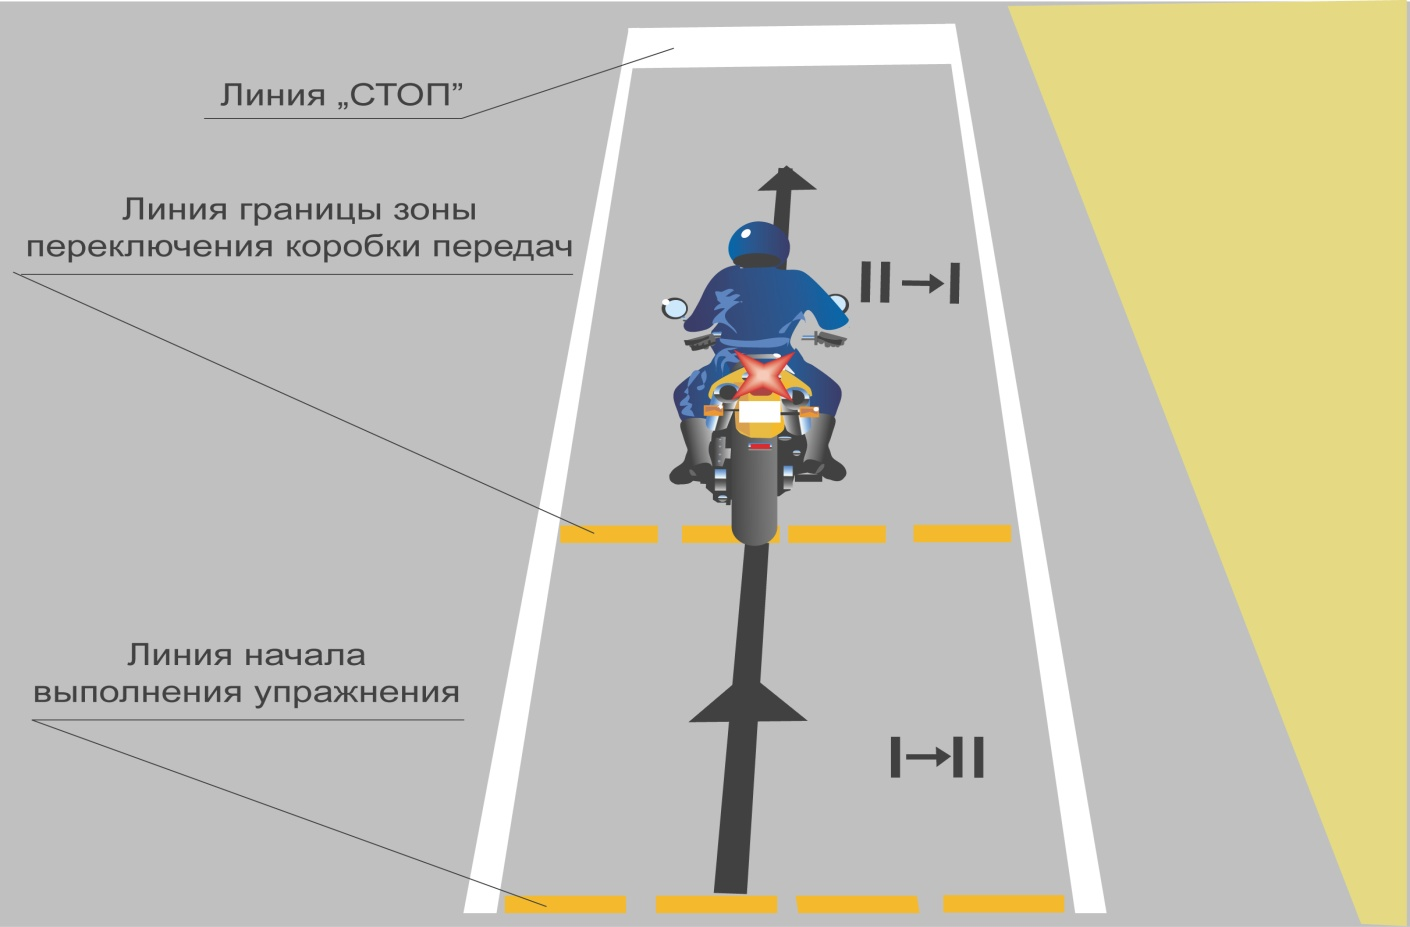 Линия „СТОП”
Линия границы зоны
переключения коробки передач
II→I
Линия начала
выполнения упражнения
I→II